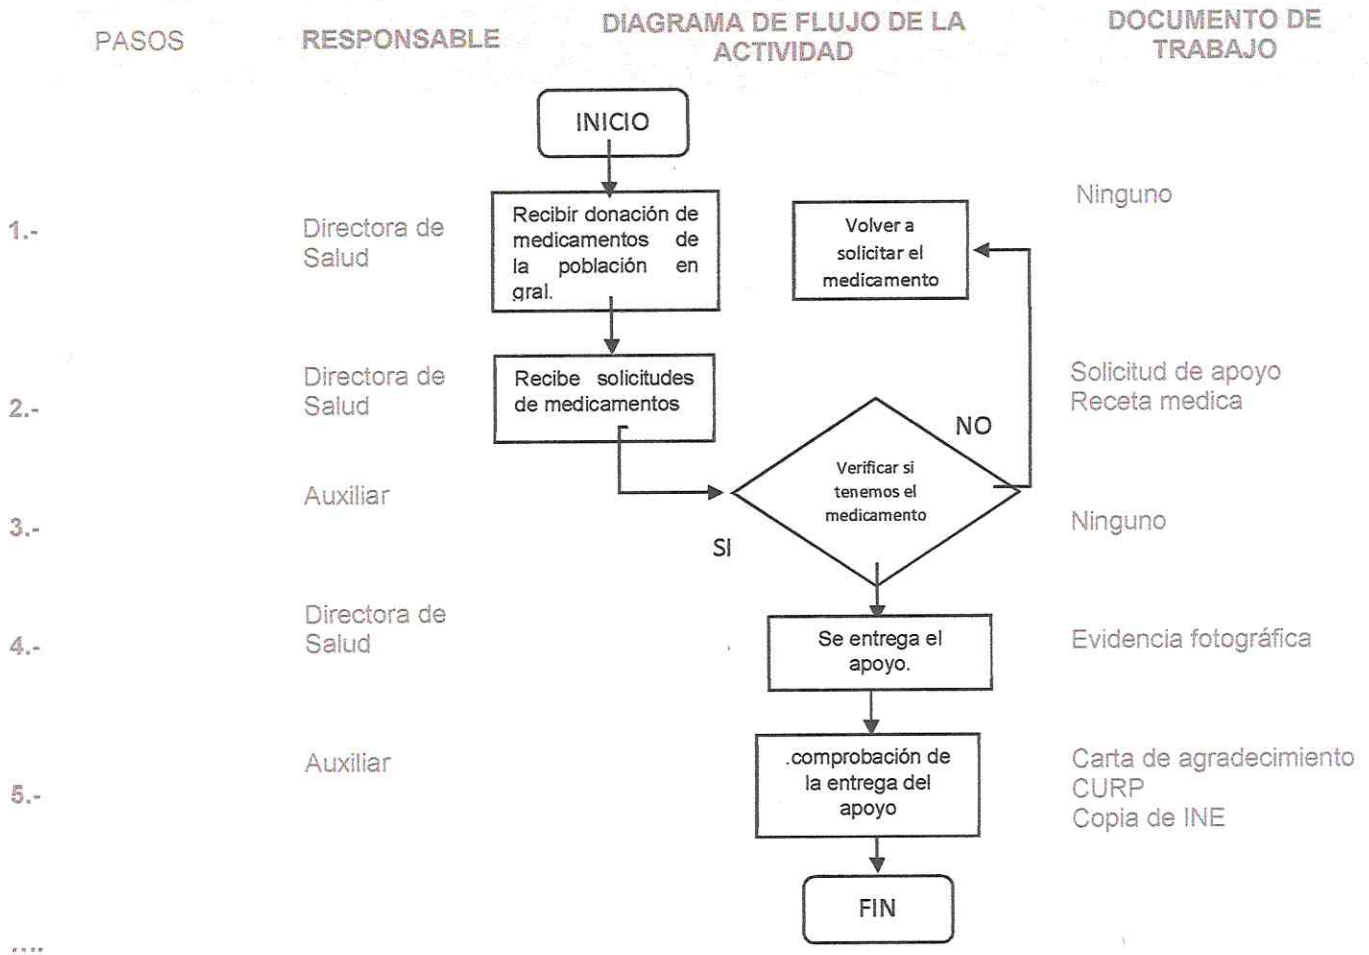 PASOS
RESPONSABLE
DIAGRAMA DE FLUJO DE LA
ACTIVIDAD
DOCUMENTO DE
TRABAJO
INICIO
1.-
Directora de
Salud
Recibir donación de
medicamentos de
la población en
gral.
Volver a
solicitar el
medicamento
Ninguno
2.-
Directora de
Salud
Recibe solicitudes
de medicamentos
Solicitud de apoyo
Receta medica
NO
3.-
Auxiliar
Verificar si
tenemos el
medicamento
Ninguno
SI
4.-
Directora de
Salud
Se entrega el
apoyo.
Evidencia fotográfica
5.-
Auxiliar
.comprobación de
la entrega del
apoyo
Carta de agradecimiento
CURP
Copia de INE
FIN